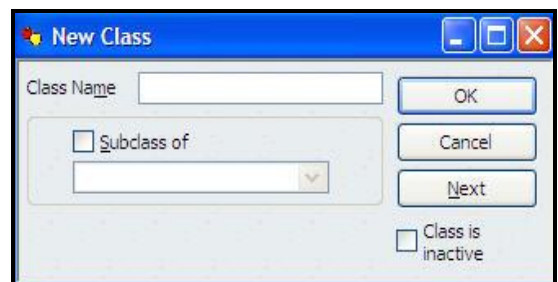 New Class
Class Name
OK
Subclass of
Cancel
Next
Class is
inactive